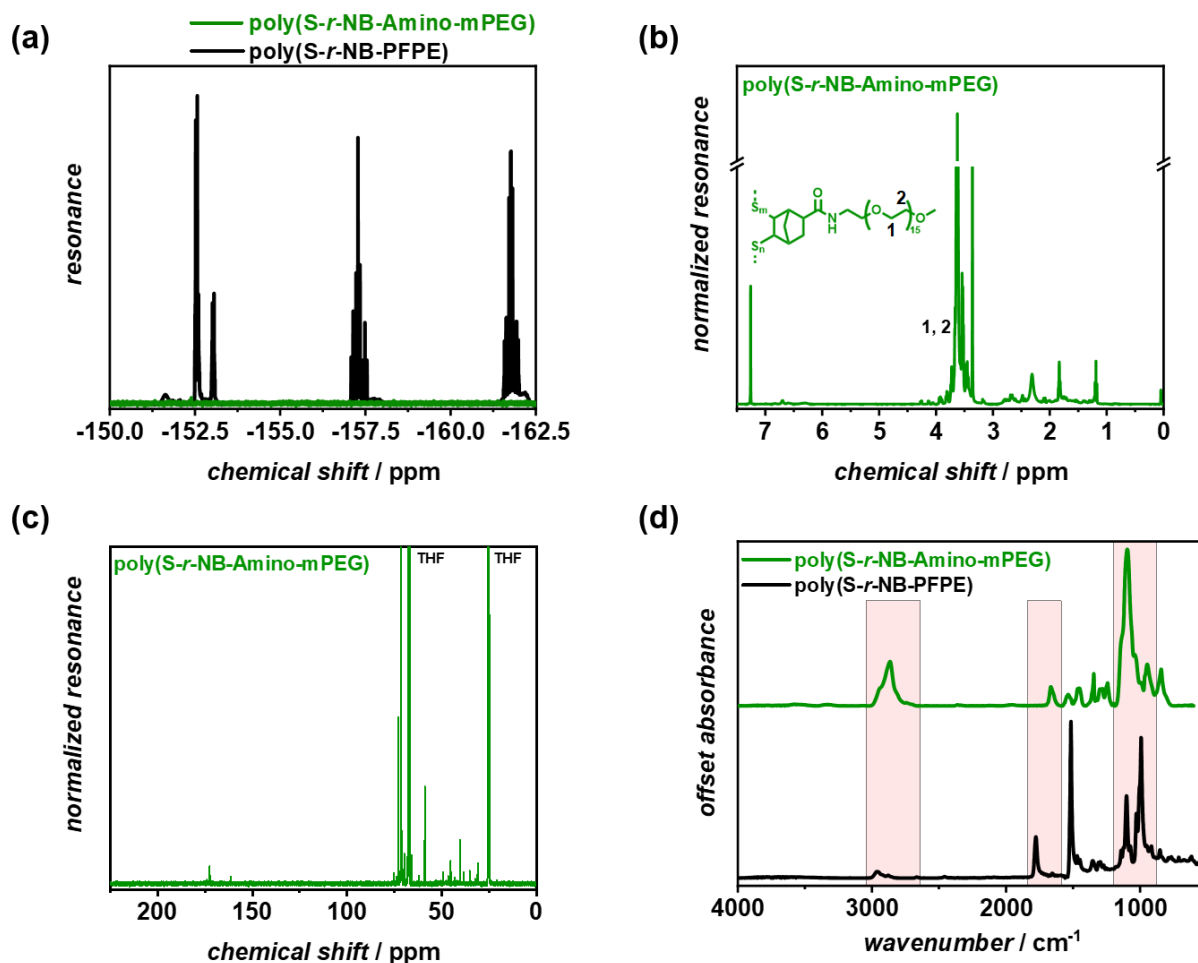 (a)
poly(S-r-NB-Amino-mPEG)
poly(S-r-NB-PFPE)
resonance
-150.0 -152.5 -155.0 -157.5 -160.0 -162.5
chemical shift / ppm
(b)
poly(S-r-NB-Amino-mPEG)
normalized resonance
Sm
Sn
O
N
H
O
1
2
O
15
1, 2
7 6 5 4 3 2 1 0
chemical shift / ppm
(c)
poly(S-r-NB-Amino-mPEG)
THF
THF
normalized resonance
200 150 100 50 0
chemical shift / ppm
(d)
poly(S-r-NB-Amino-mPEG)
poly(S-r-NB-PFPE)
offset absorbance
4000 3000 2000 1000
wavenumber / cm-1